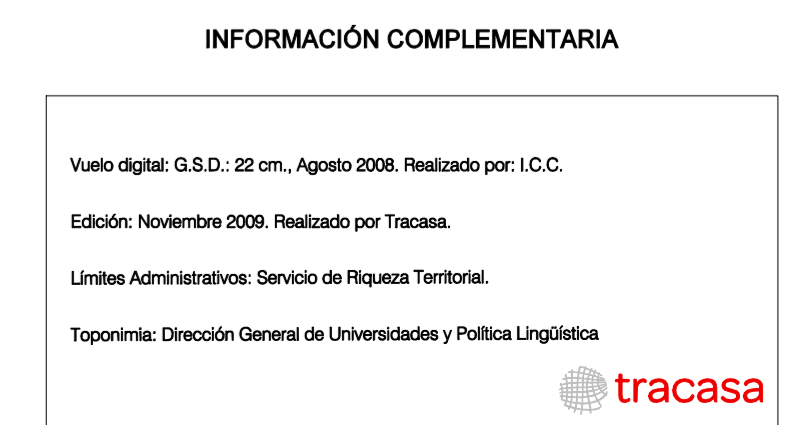 INFORMACIÓN COMPLEMENTARIA
Vuelo digital: G.S.D.: 22 cm., Agosto 2008. Realizado por: I.C.C.
Edición: Noviembre 2009. Realizado por Tracasa.
Límites Administrativos: Servicio de Riqueza Territorial.
Toponimia: Dirección General de Universidades y Política Lingüística
tracasa